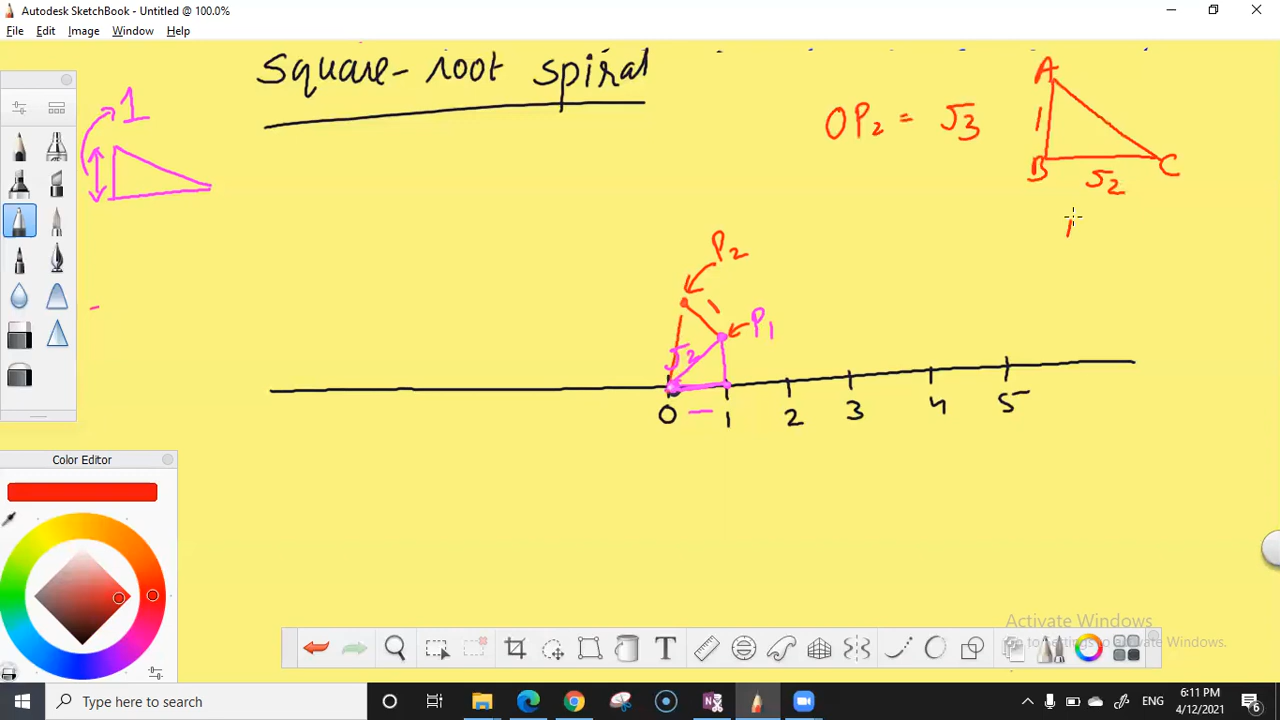 Autodesk SketchBook - Untitled @ 100.0%
File Edit Image Window Help
Square-root spiral
1
OP2 = √3
A
1
B
√2
C
P2
1
P1
√2
0 1 2 3 4 5
Color Editor
Activate Windows
Go to Settings to activate Windows.
Type here to search
ENG
6:11 PM
4/12/2021
6